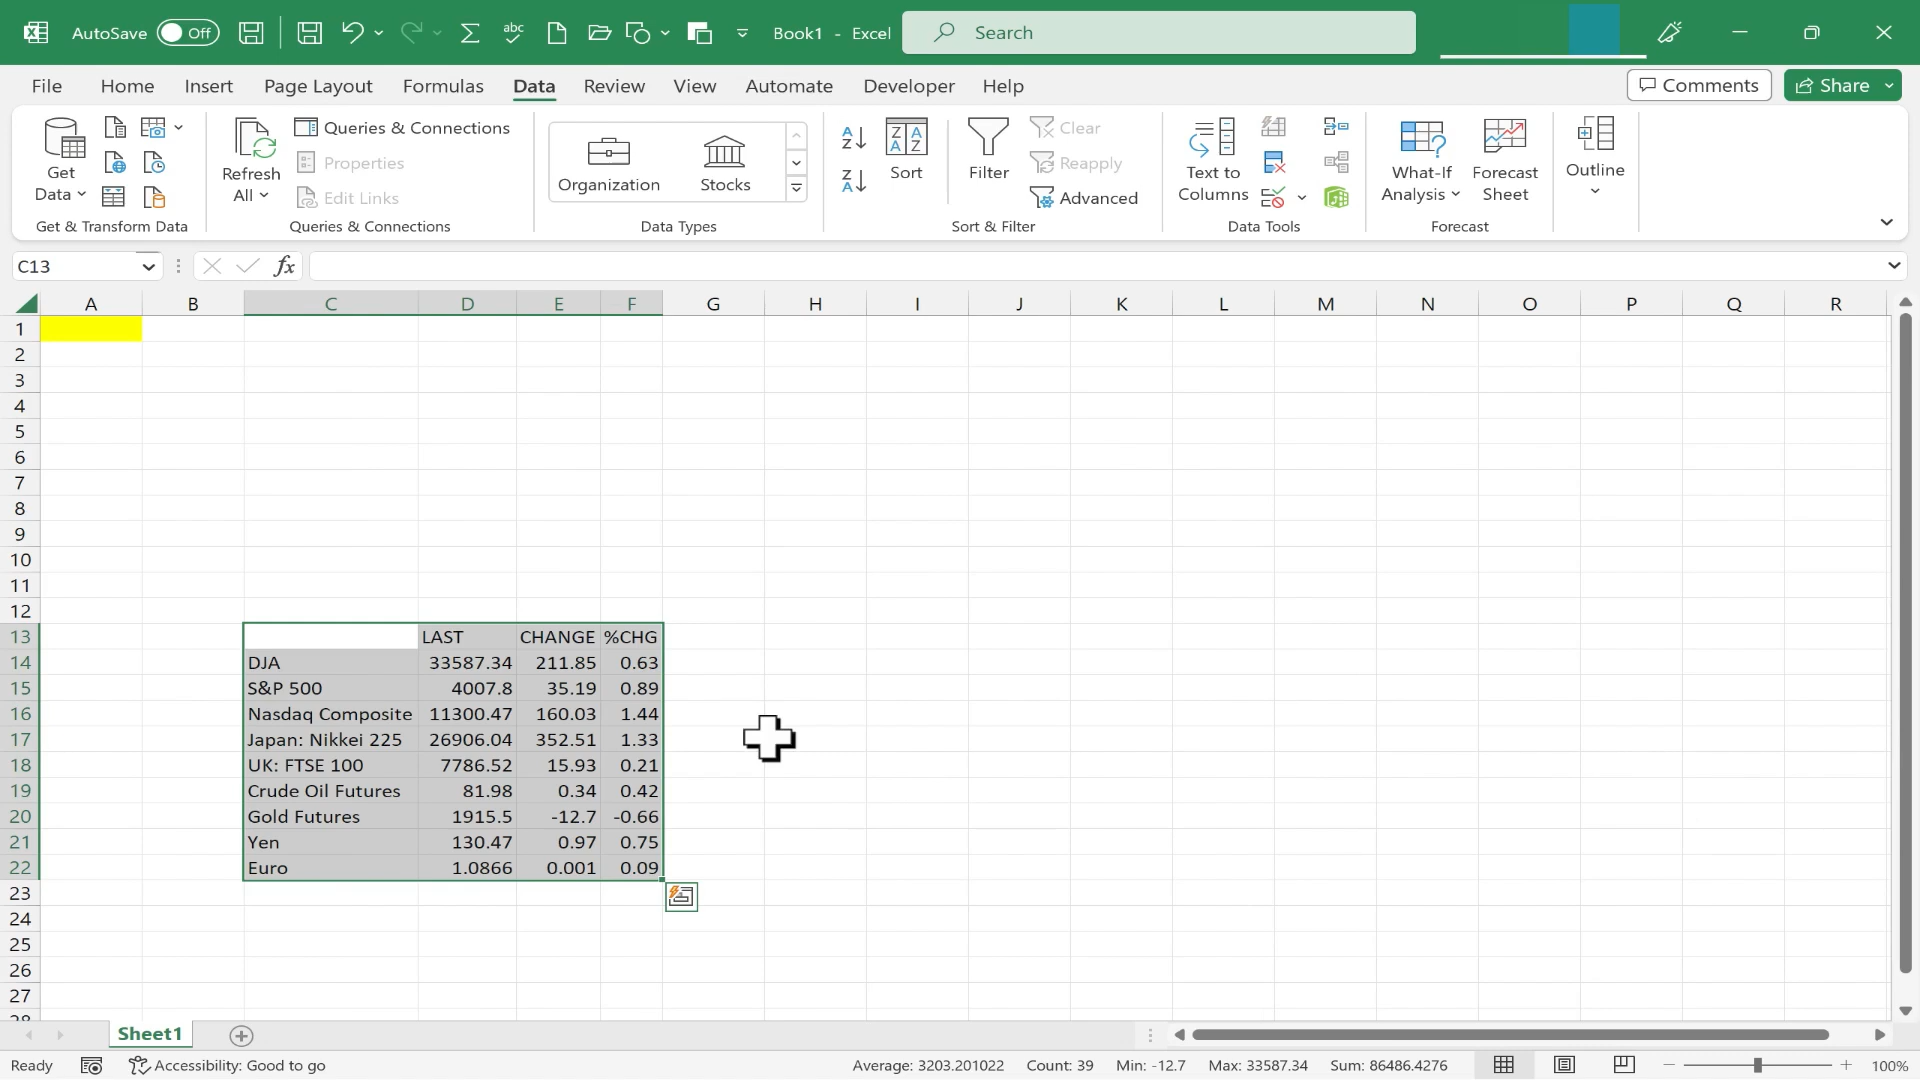 AutoSave Off abc Book1 - Excel Search
File Home Insert Page Layout Formulas Data Review View Automate Developer Help Comments Share
Get Data
Refresh All
Queries & Connections
Properties
Edit Links
Organization Stocks
Sort
Filter
Clear
Reapply
Advanced
Text to Columns
What-If Analysis
Forecast Sheet
Outline
Get & Transform Data Queries & Connections Data Types Sort & Filter Data Tools Forecast
C13 fx
A B C D E F G H I J K L M N O P Q R
1
2
3
4
5
6
7
8
9
10
11
12
13 LAST CHANGE %CHG
14 DJA 33587.34 211.85 0.63
15 S&P 500 4007.8 35.19 0.89
16 Nasdaq Composite 11300.47 160.03 1.44
17 Japan: Nikkei 225 26906.04 352.51 1.33
18 UK: FTSE 100 7786.52 15.93 0.21
19 Crude Oil Futures 81.98 0.34 0.42
20 Gold Futures 1915.5 -12.7 -0.66
21 Yen 130.47 0.97 0.75
22 Euro 1.0866 0.001 0.09
23
24
25
26
27
28
Sheet1
Ready Accessibility: Good to go Average: 3203.201022 Count: 39 Min: -12.7 Max: 33587.34 Sum: 86486.4276 100%